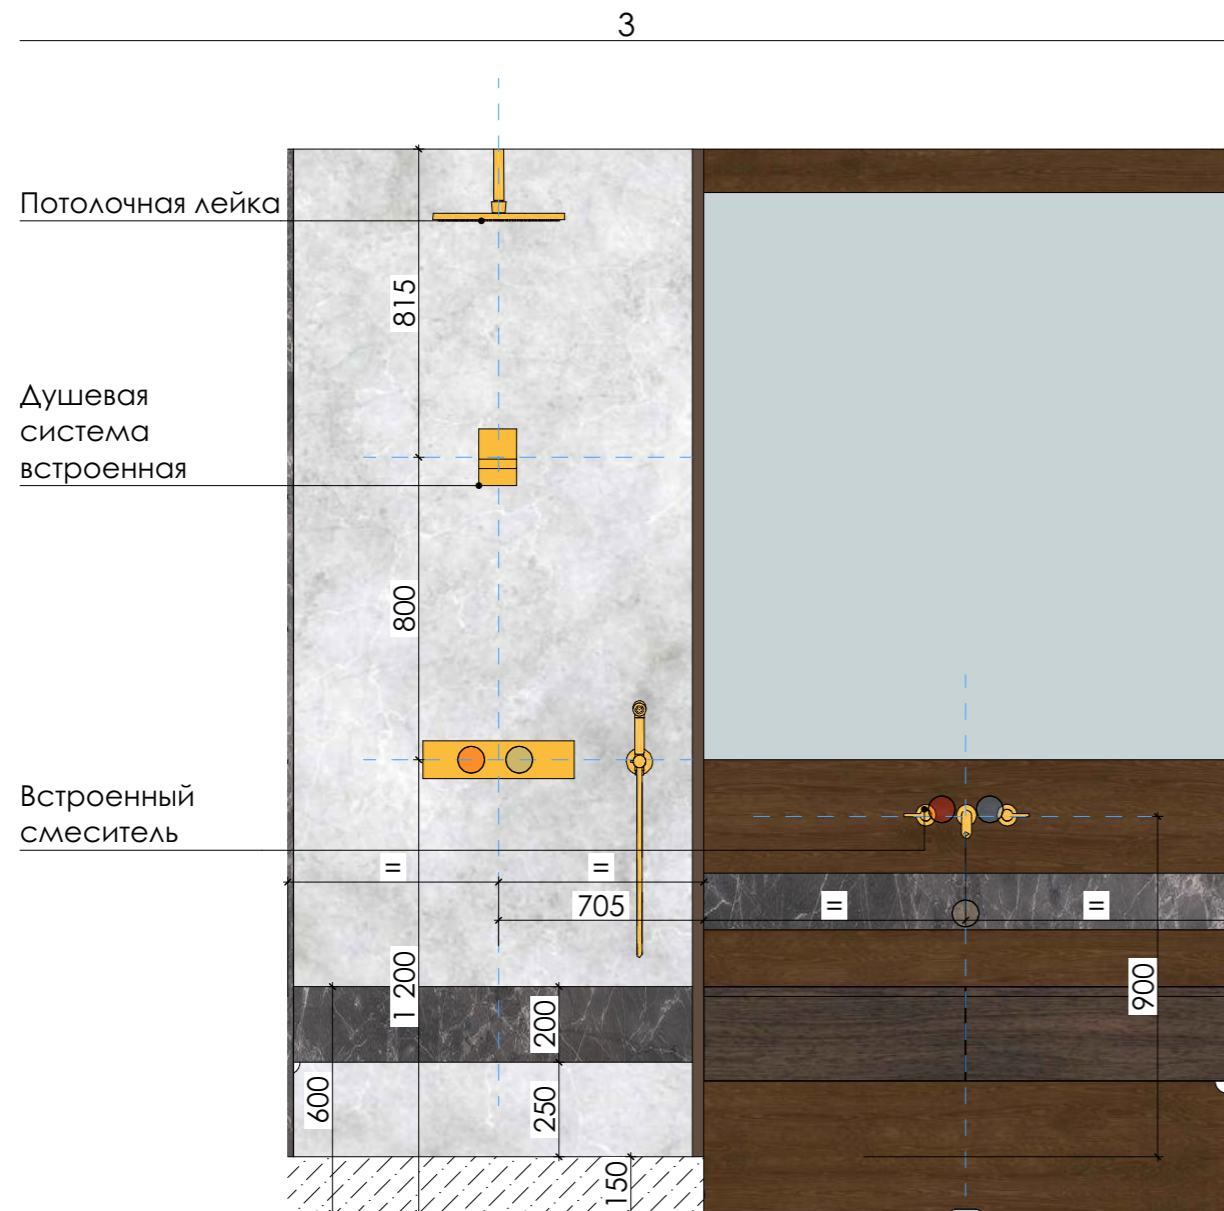 3
Потолочная лейка
815
Душевая
система
встроенная
800
Встроенный
смеситель
= =
705 = =
1 200
900
200
600
250
150